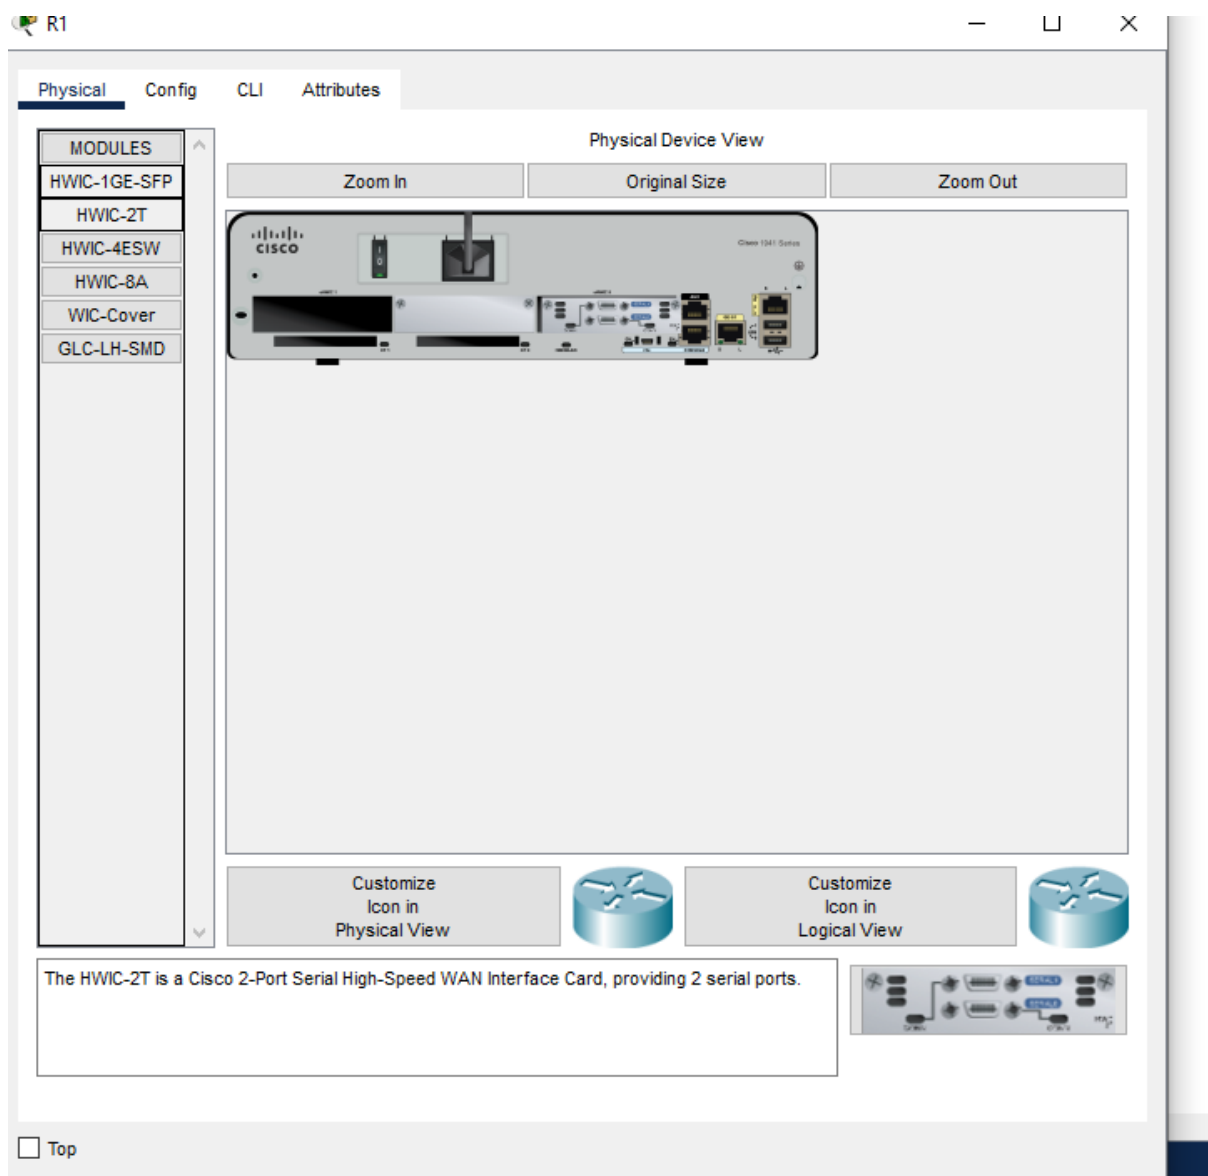 R1
Physical Config CLI Attributes
MODULES
HWIC-1GE-SFP
HWIC-2T
HWIC-4ESW
HWIC-8A
WIC-Cover
GLC-LH-SMD
Physical Device View
Zoom In Original Size Zoom Out
CISCO
Cisco 1941 Series
Customize
Icon in
Physical View
Customize
Icon in
Logical View
The HWIC-2T is a Cisco 2-Port Serial High-Speed WAN Interface Card, providing 2 serial ports.
Top